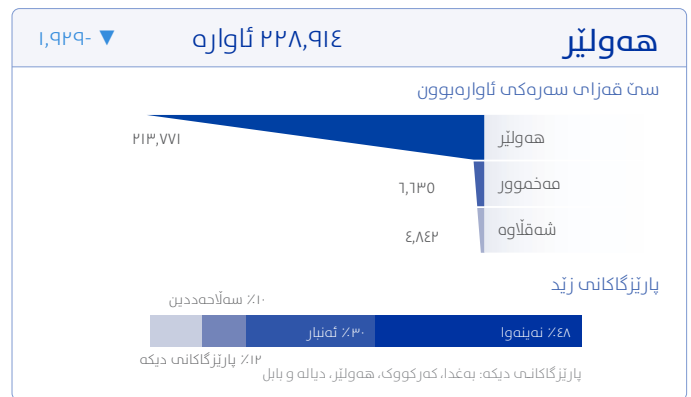 هەولێر
٢٢٨,٩١٤ ئاوارە
▼ -١,٩٢٩
سێ قەزای سەرەکی ئاوارەبوون
هەولێر
٢١٣,٧٧١
مەخموور
٦,٦٣٥
شەقڵاوە
٤,٨٤٢
پارێزگاکانی زێد
١٠٪ سەڵاحەددین
٤٨٪ نەینەوا
٣٠٪ ئەنبار
١٢٪ پارێزگاکانی دیکە
پارێزگاکانی دیکە: بەغدا، کەرکووک، هەولێر، دیالە و بابل